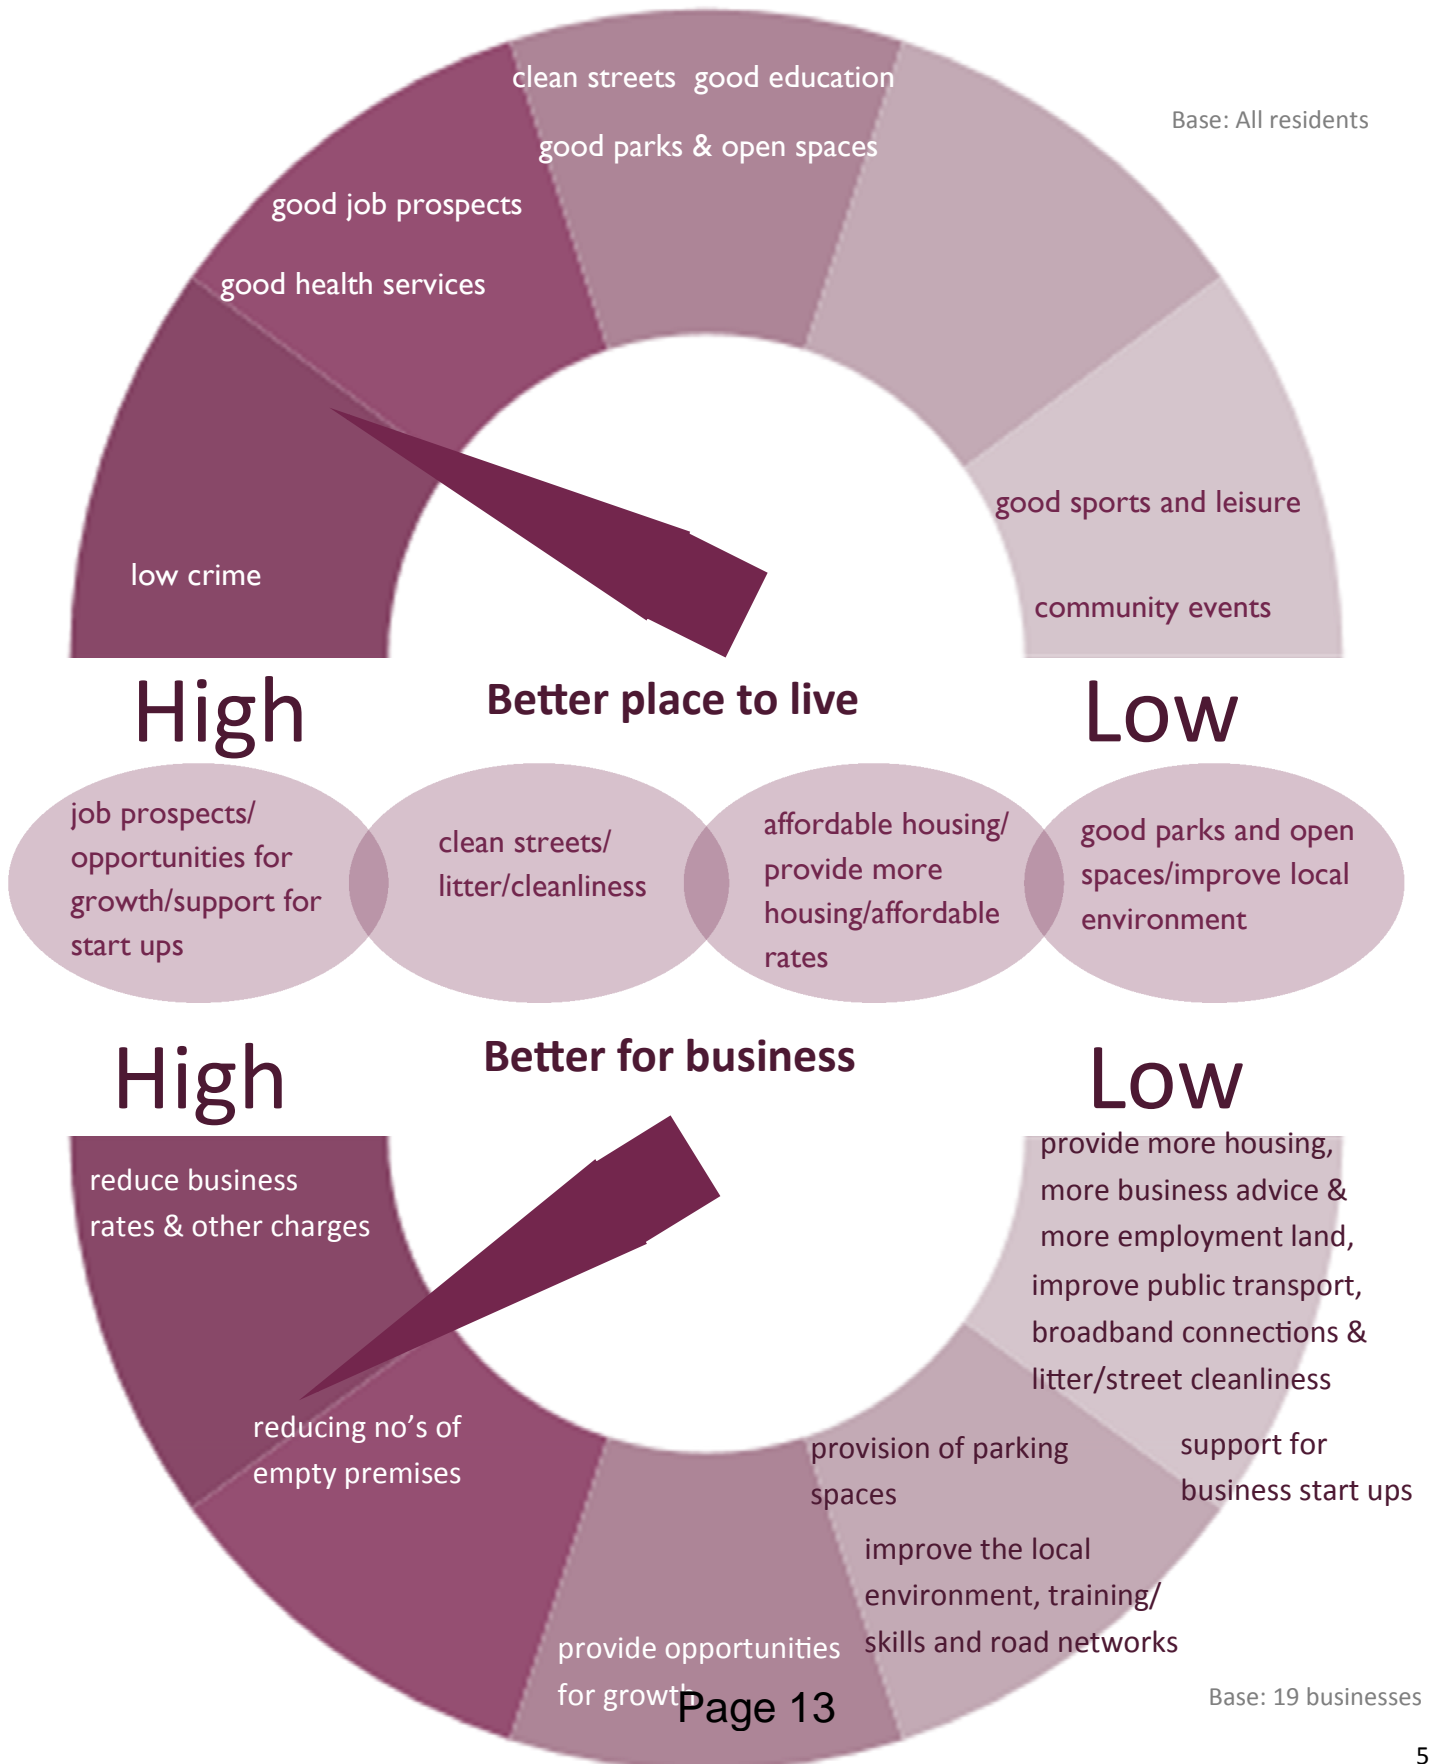 clean streets  good education
Base: All residents
good parks & open spaces
good job prospects
good health services
good sports and leisure
low crime
community events
High
Better place to live
Low
job prospects/
opportunities for
growth/support for
start ups
clean streets/
litter/cleanliness
affordable housing/
provide more
housing/affordable
rates
good parks and open
spaces/improve local
environment
High
Better for business
Low
reduce business
rates & other charges
provide more housing,
more business advice &
more employment land,
improve public transport,
broadband connections &
litter/street cleanliness
reducing no's of
empty premises
provision of parking
spaces
support for
business start ups
improve the local
environment, training/
skills and road networks
provide opportunities
for growth
Page 13
Base: 19 businesses
5